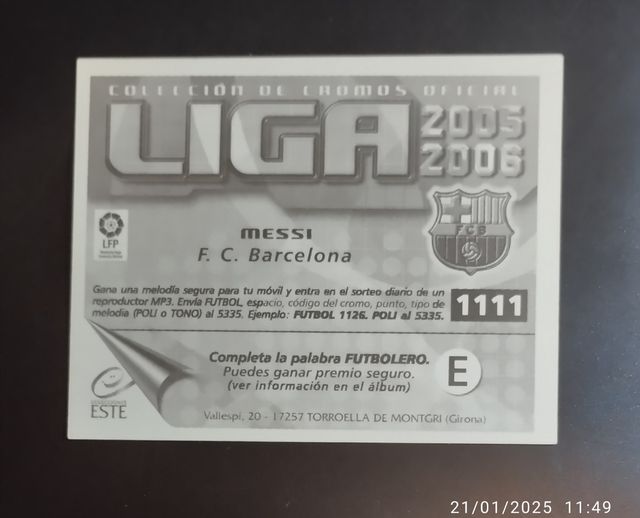 COLECCIÓN DE CROMOS OFICIAL
LIGA 2005 2006
MESSI
F. C. Barcelona
LFP
FCB
Gana una melodía segura para tu móvil y entra en el sorteo diario de un
reproductor MP3. Envía FUTBOL, espacio, código del cromo, punto, tipo de
melodía (POLI o TONO) al 5335. Ejemplo: FUTBOL 1126. POLI al 5335.
1111
Completa la palabra FUTBOLERO.
Puedes ganar premio seguro.
(ver información en el álbum)
E
ESTE
Vallespí, 20 - 17257 TORROELLA DE MONTGRI (Girona)
21/01/2025 11:49